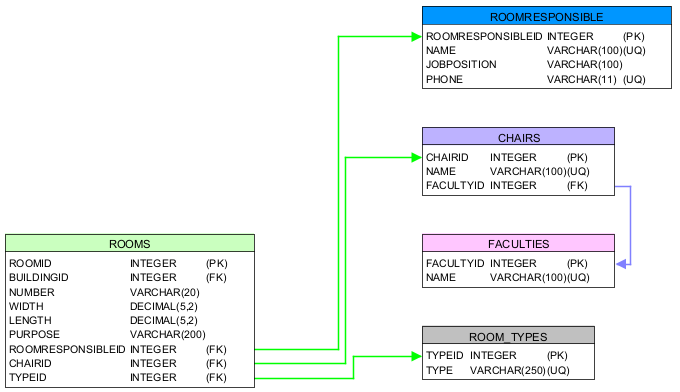 ROOMRESPONSIBLE
ROOMRESPONSIBLEID INTEGER (PK)
NAME VARCHAR(100)(UQ)
JOBPOSITION VARCHAR(100)
PHONE VARCHAR(11) (UQ)
CHAIRS
CHAIRID INTEGER (PK)
NAME VARCHAR(100)(UQ)
FACULTYID INTEGER (FK)
ROOMS
ROOMID INTEGER (PK)
BUILDINGID INTEGER (FK)
NUMBER VARCHAR(20)
WIDTH DECIMAL(5,2)
LENGTH DECIMAL(5,2)
PURPOSE VARCHAR(200)
ROOMRESPONSIBLEID INTEGER (FK)
CHAIRID INTEGER (FK)
TYPEID INTEGER (FK)
FACULTIES
FACULTYID INTEGER (PK)
NAME VARCHAR(100)(UQ)
ROOM_TYPES
TYPEID INTEGER (PK)
TYPE VARCHAR(250)(UQ)